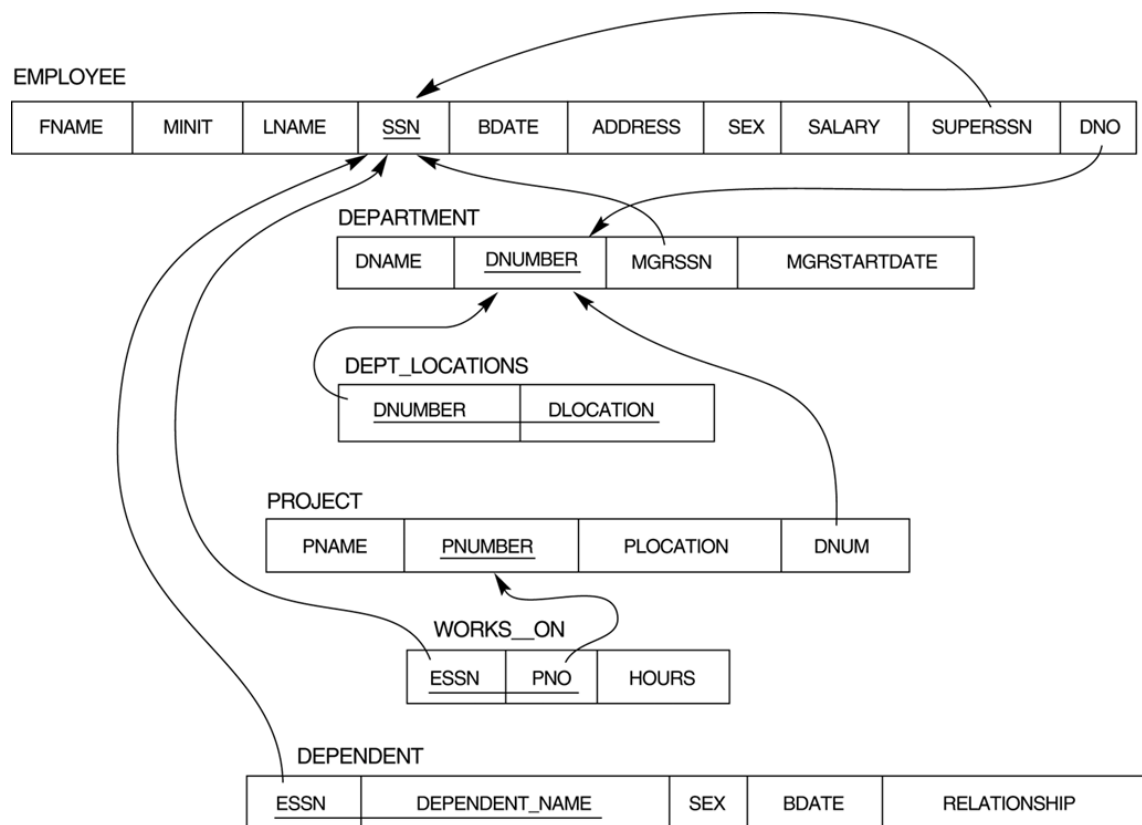 EMPLOYEE
FNAME MINIT LNAME SSN BDATE ADDRESS SEX SALARY SUPERSSN DNO
DEPARTMENT
DNAME DNUMBER MGRSSN MGRSTARTDATE
DEPT_LOCATIONS
DNUMBER DLOCATION
PROJECT
PNAME PNUMBER PLOCATION DNUM
WORKS__ON
ESSN PNO HOURS
DEPENDENT
ESSN DEPENDENT_NAME SEX BDATE RELATIONSHIP